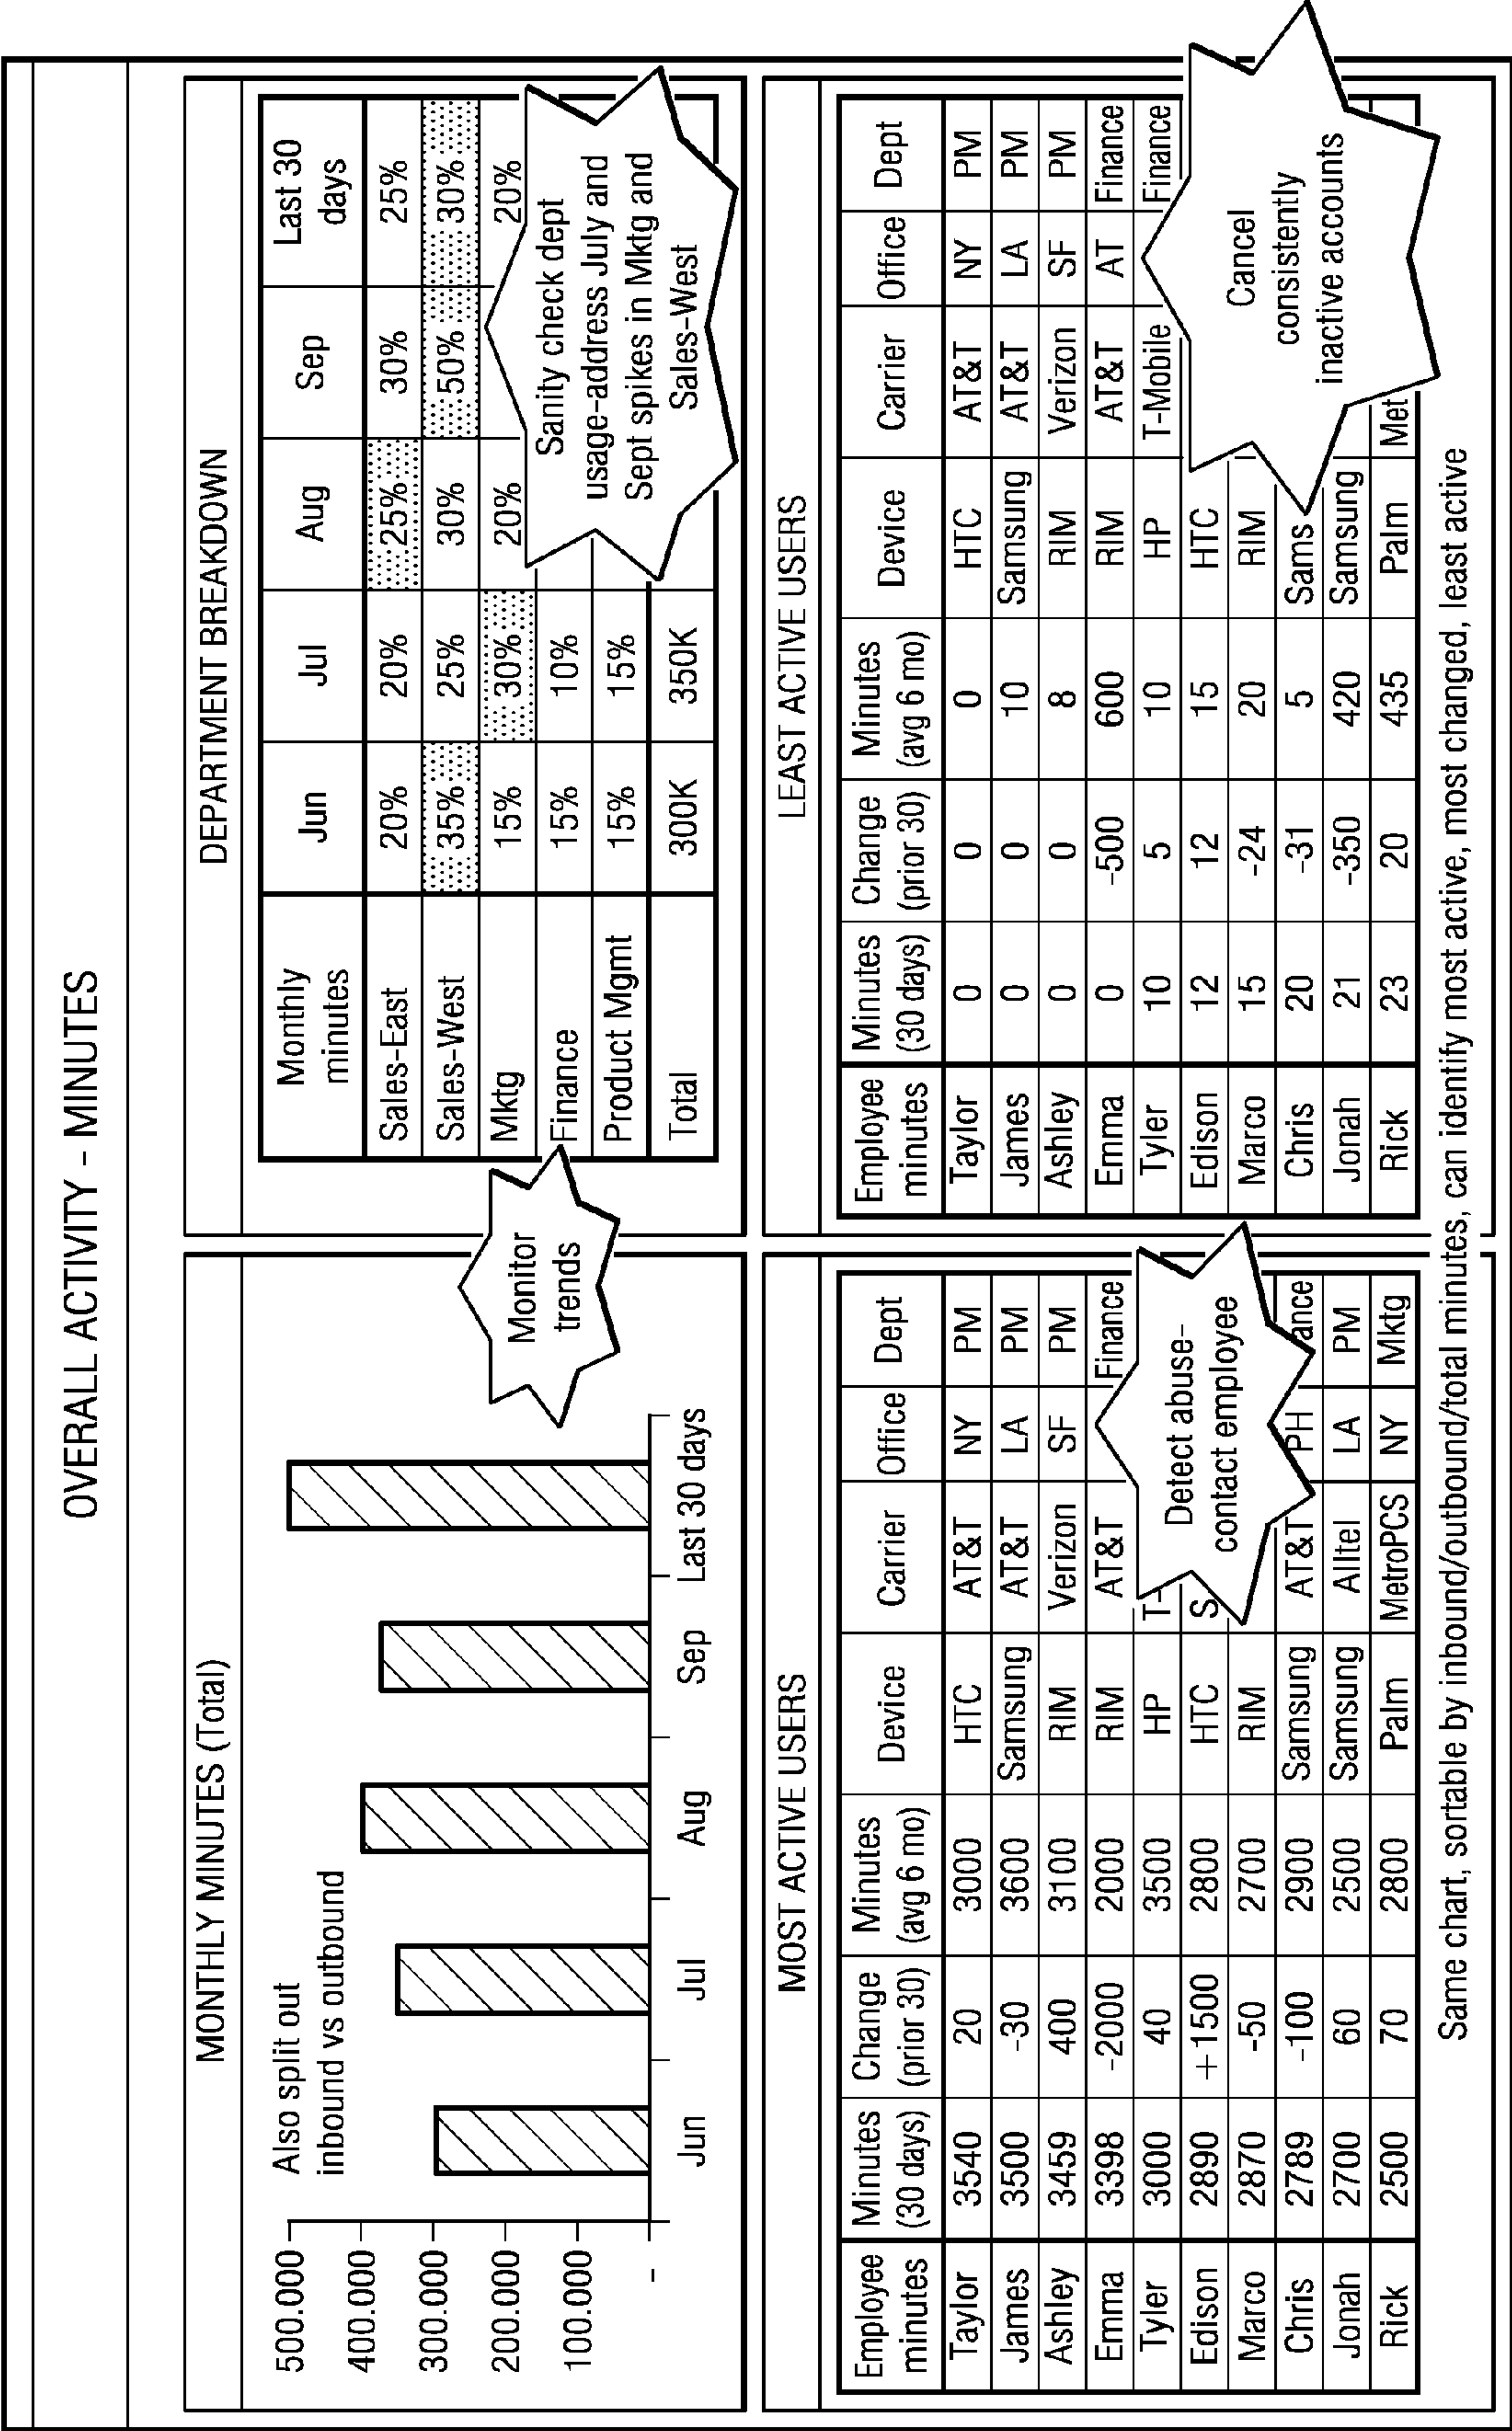 OVERALL ACTIVITY - MINUTES
MONTHLY MINUTES (Total)
Also split out
inbound vs outbound
500.000
400.000
300.000
200.000
100.000
-
Jun Jul Aug Sep Last 30 days
Monitor
trends
DEPARTMENT BREAKDOWN
Monthly minutes Jun Jul Aug Sep Last 30 days
Sales-East 20% 20% 25% 30% 25%
Sales-West 35% 25% 30% 50% 30%
Mktg 15% 30% 20% 20%
Finance 15% 10%
Product Mgmt 15% 15%
Total 300K 350K
Sanity check dept
usage-address July and
Sept spikes in Mktg and
Sales-West
MOST ACTIVE USERS
Employee minutes Minutes (30 days) Change (prior 30) Minutes (avg 6 mo) Device Carrier Office Dept
Taylor 3540 20 3000 HTC AT&T NY PM
James 3500 -30 3600 Samsung AT&T LA PM
Ashley 3459 400 3100 RIM Verizon SF PM
Emma 3398 -2000 2000 RIM AT&T Finance
Tyler 3000 40 3500 HP T-
Edison 2890 +1500 2800 HTC S
Marco 2870 -50 2700 RIM
Chris 2789 -100 2900 Samsung AT&T PH ance
Jonah 2700 60 2500 Samsung Alltel LA PM
Rick 2500 70 2800 Palm MetroPCS NY Mktg
Detect abuse-
contact employee
LEAST ACTIVE USERS
Employee minutes Minutes (30 days) Change (prior 30) Minutes (avg 6 mo) Device Carrier Office Dept
Taylor 0 0 0 HTC AT&T NY PM
James 0 0 10 Samsung AT&T LA PM
Ashley 0 0 8 RIM Verizon SF PM
Emma 0 -500 600 RIM AT&T AT Finance
Tyler 10 5 10 HP T-Mobile Finance
Edison 12 12 15 HTC
Marco 15 -24 20 RIM
Chris 20 -31 5 Sams
Jonah 21 -350 420 Samsung
Rick 23 20 435 Palm Met
Cancel
consistently
inactive accounts
Same chart, sortable by inbound/outbound/total minutes, can identify most active, most changed, least active